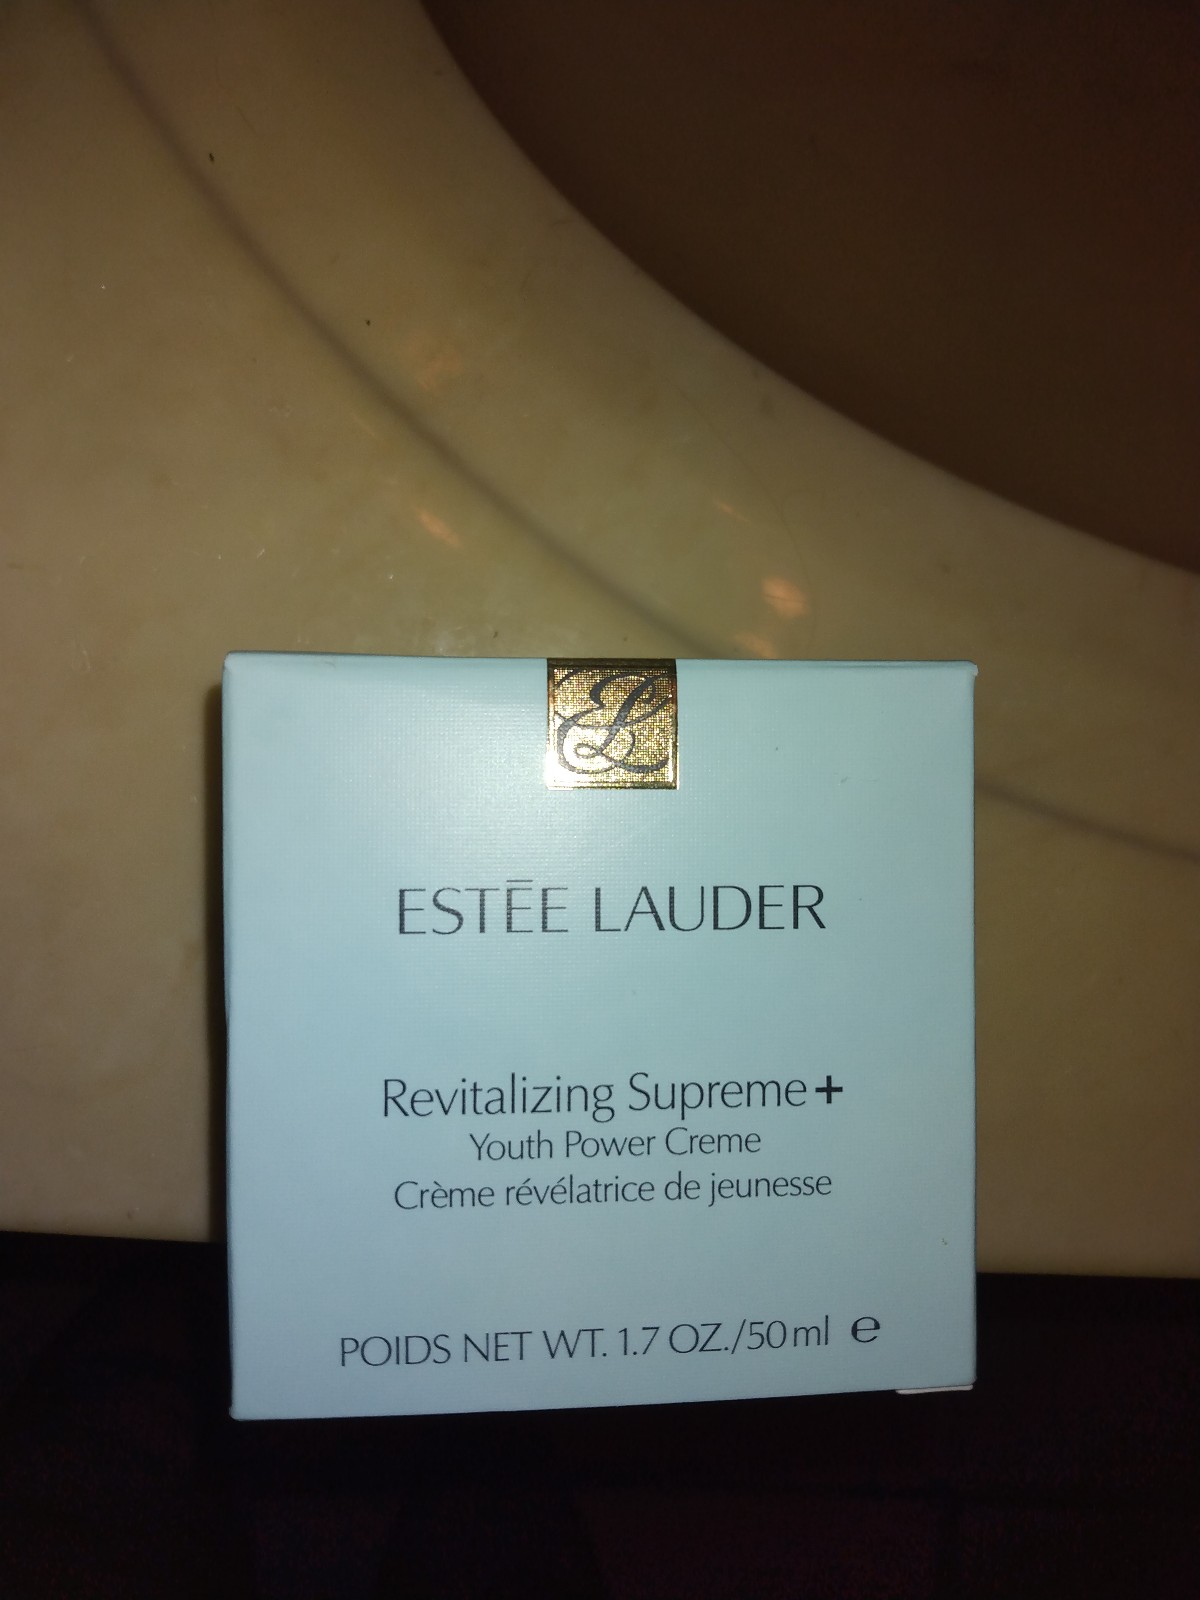 EL
ESTĒE LAUDER
Revitalizing Supreme+
Youth Power Creme
Crème révélatrice de jeunesse
POIDS NET WT. 1.7 OZ./50 ml ℮